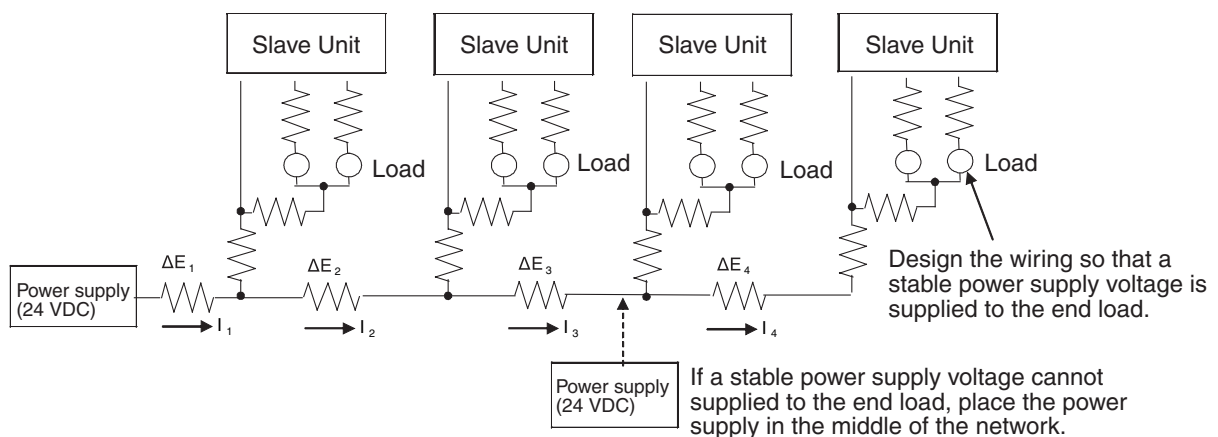 Slave Unit
Slave Unit
Slave Unit
Slave Unit
Load
Load
Load
Load
Design the wiring so that a
stable power supply voltage is
supplied to the end load.
Power supply
(24 VDC)
ΔE1
ΔE2
ΔE3
ΔE4
I1
I2
I3
I4
Power supply
(24 VDC)
If a stable power supply voltage cannot
supplied to the end load, place the power
supply in the middle of the network.